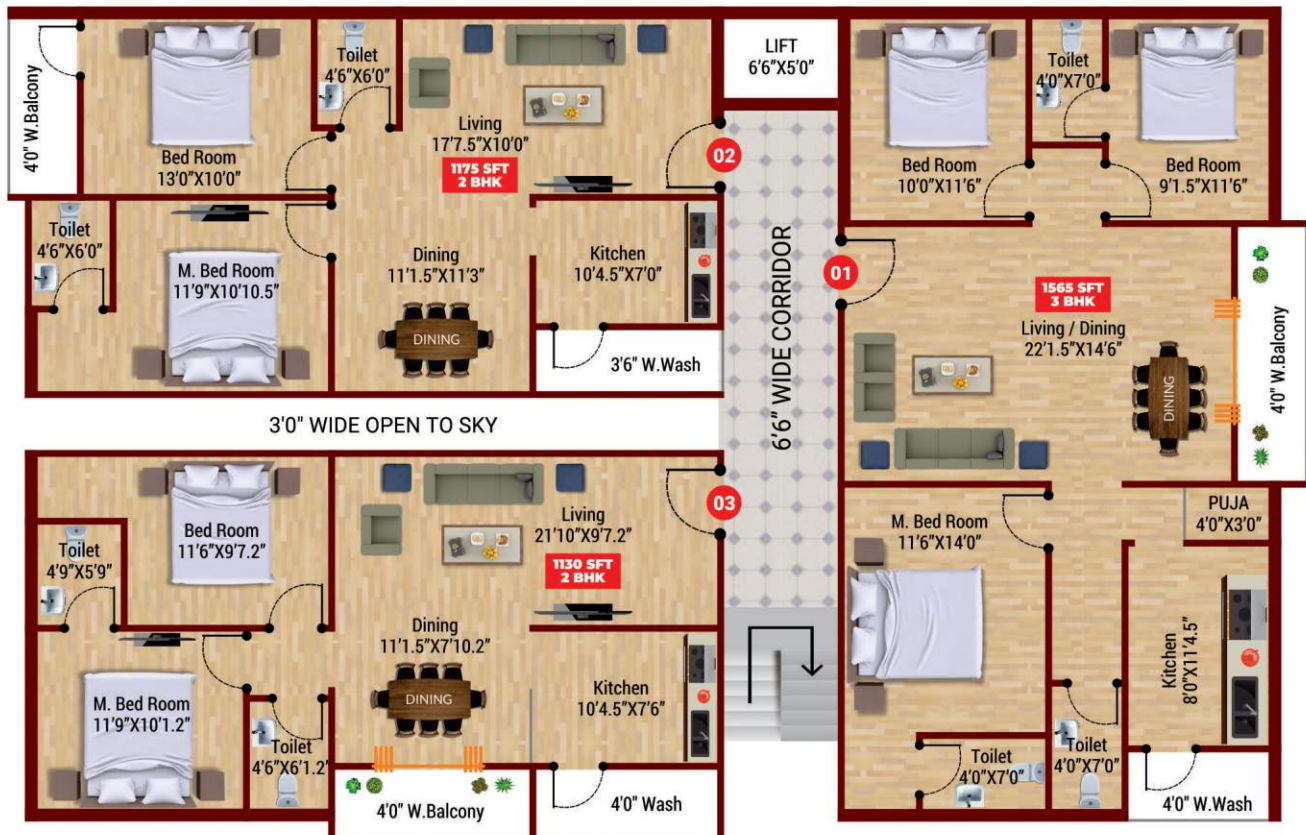 4'0" W.Balcony
Bed Room
13'0"X10'0"
Toilet
4'6"X6'0"
Living
17'7.5"X10'0"
1175 SFT
2 BHK
02
Toilet
4'6"X6'0"
M. Bed Room
11'9"X10'10.5"
Dining
11'1.5"X11'3"
DINING
Kitchen
10'4.5"X7'0"
3'6" W.Wash
LIFT
6'6"X5'0"
6'6" WIDE CORRIDOR
Bed Room
10'0"X11'6"
Toilet
4'0"X7'0"
Bed Room
9'1.5"X11'6"
01
1565 SFT
3 BHK
Living / Dining
22'1.5"X14'6"
DINING
4'0" W.Balcony
3'0" WIDE OPEN TO SKY
Bed Room
11'6"X9'7.2"
Toilet
4'9"X5'9"
Living
21'10"X9'7.2"
1130 SFT
2 BHK
03
Dining
11'1.5"X7'10.2"
DINING
M. Bed Room
11'9"X10'1.2"
Toilet
4'6"X6'1.2'
Kitchen
10'4.5"X7'6"
4'0" W.Balcony
4'0" Wash
M. Bed Room
11'6"X14'0"
PUJA
4'0"X3'0"
Kitchen
8'0"X11'4.5"
Toilet
4'0"X7'0"
Toilet
4'0"X7'0"
4'0" W.Wash